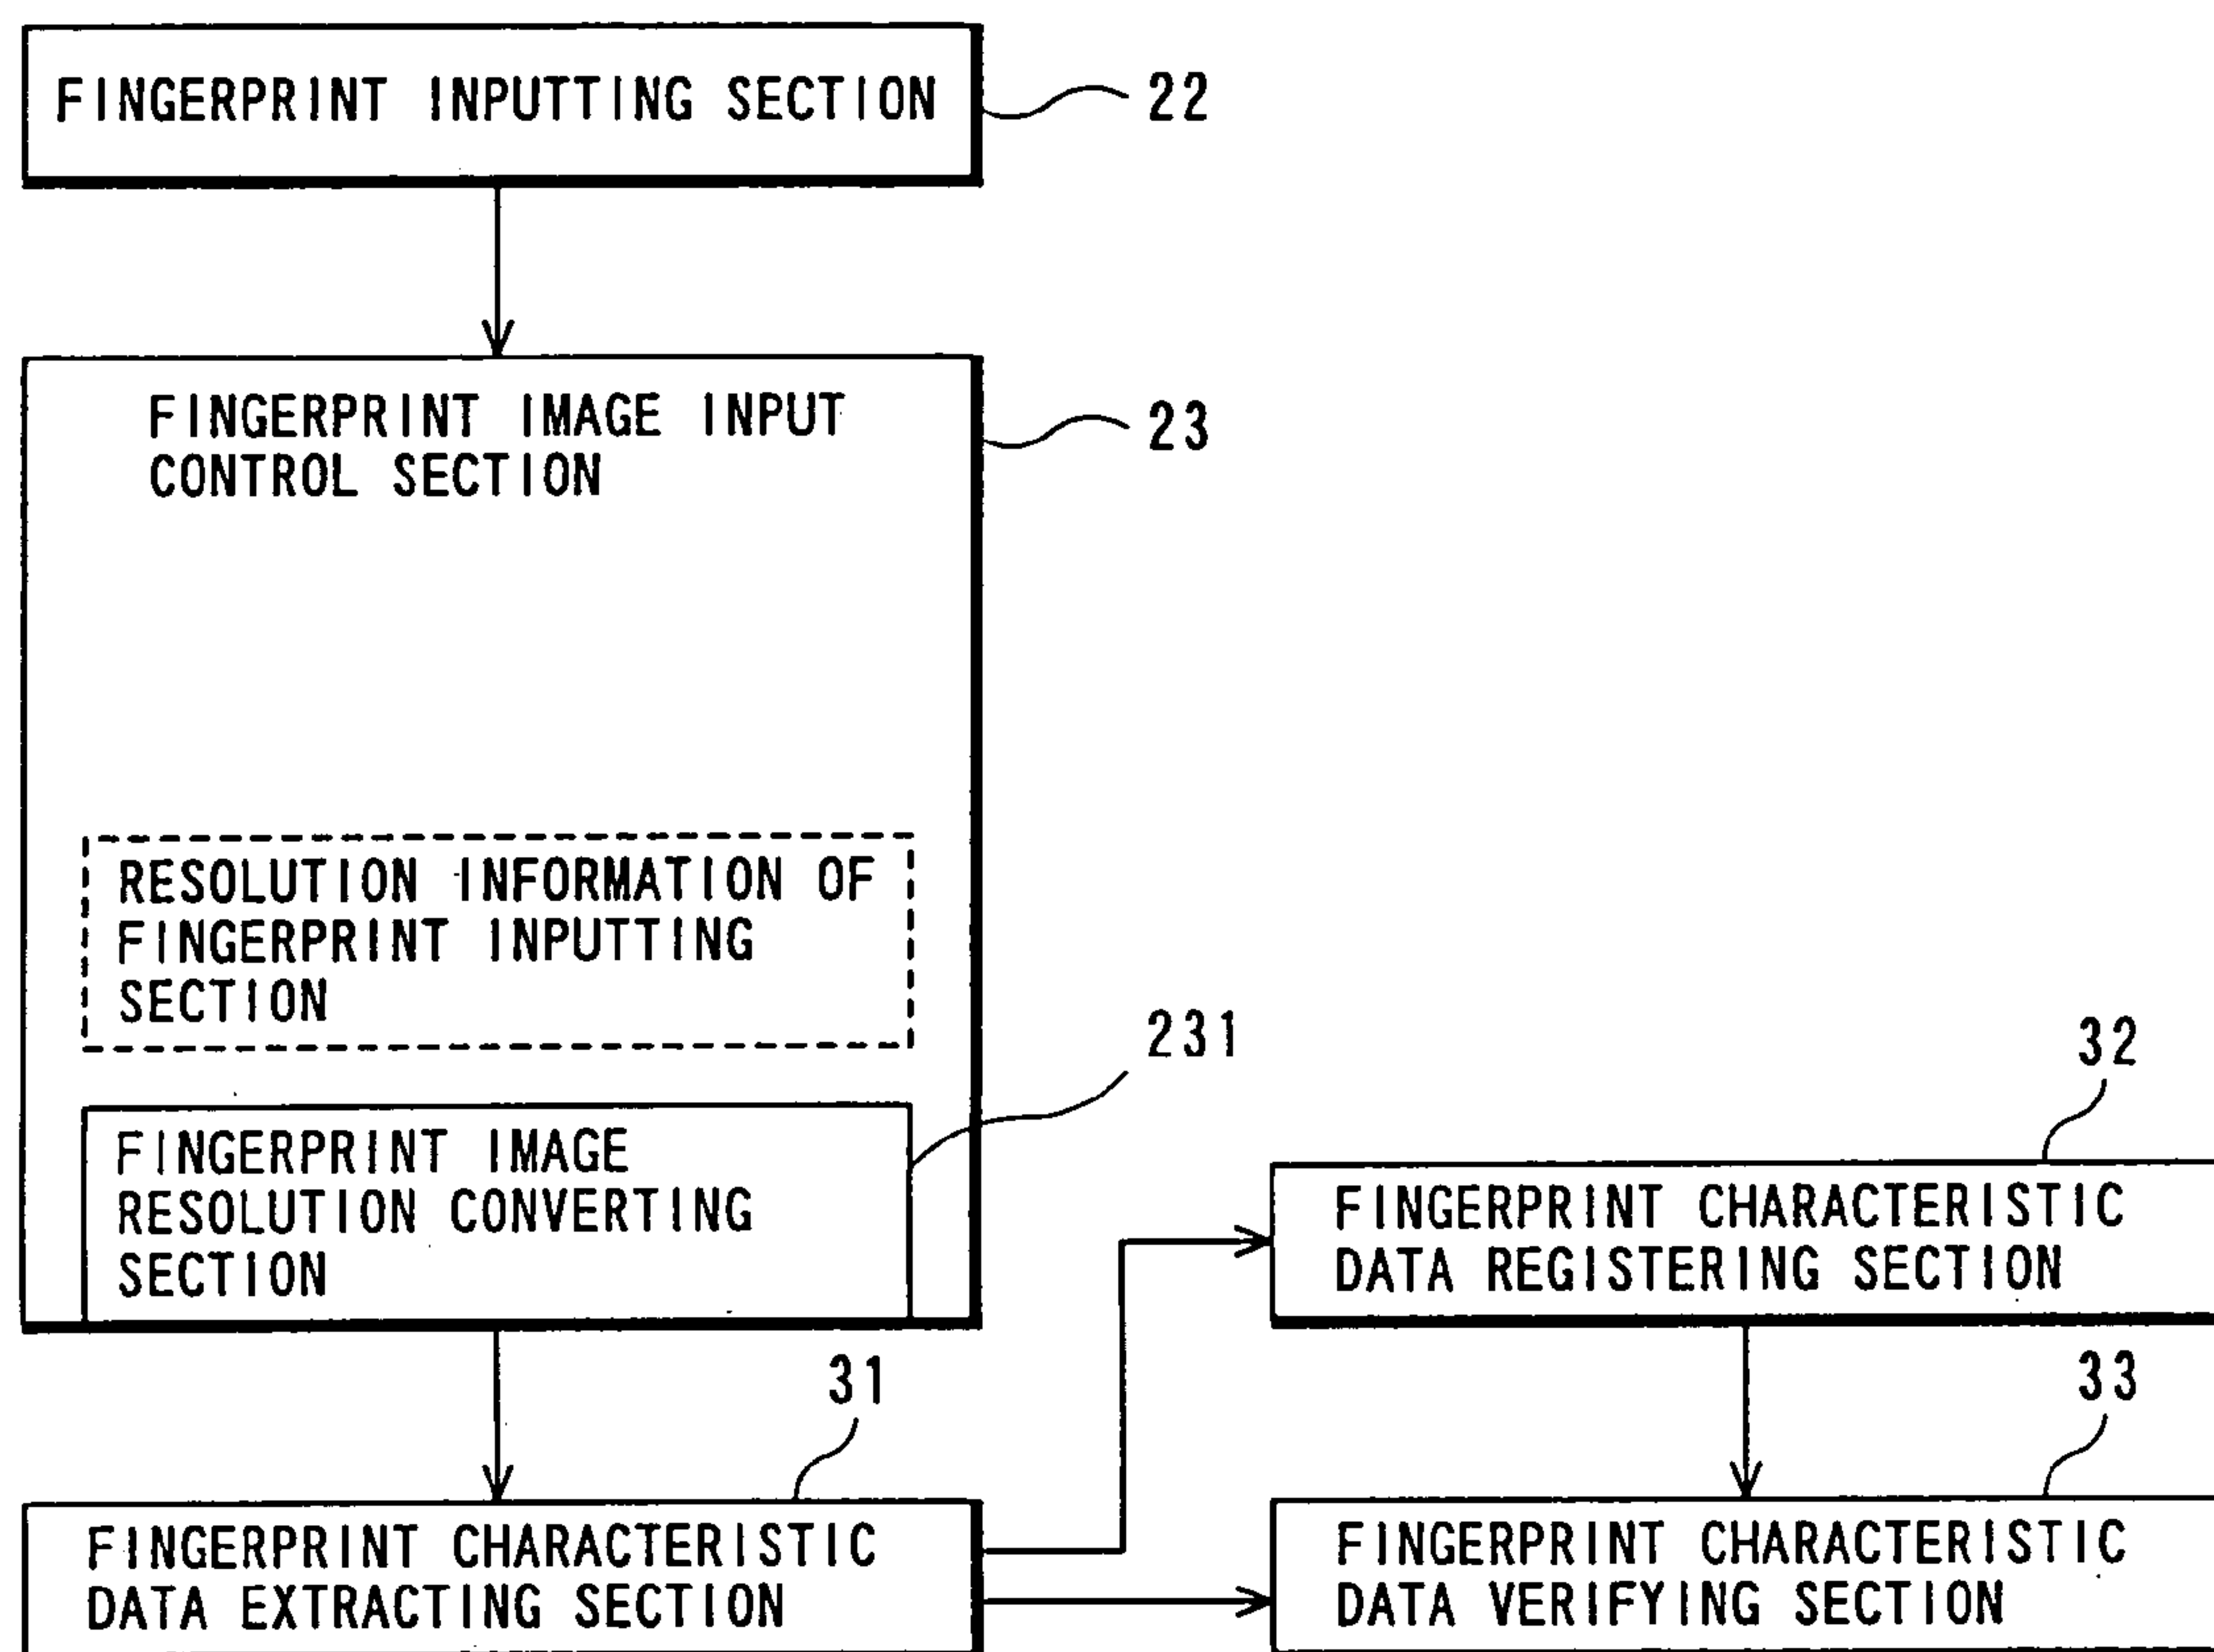 FINGERPRINT INPUTTING SECTION
22
FINGERPRINT IMAGE INPUT
CONTROL SECTION
23
RESOLUTION INFORMATION OF
FINGERPRINT INPUTTING
SECTION
231
FINGERPRINT IMAGE
RESOLUTION CONVERTING
SECTION
32
FINGERPRINT CHARACTERISTIC
DATA REGISTERING SECTION
31
FINGERPRINT CHARACTERISTIC
DATA EXTRACTING SECTION
33
FINGERPRINT CHARACTERISTIC
DATA VERIFYING SECTION